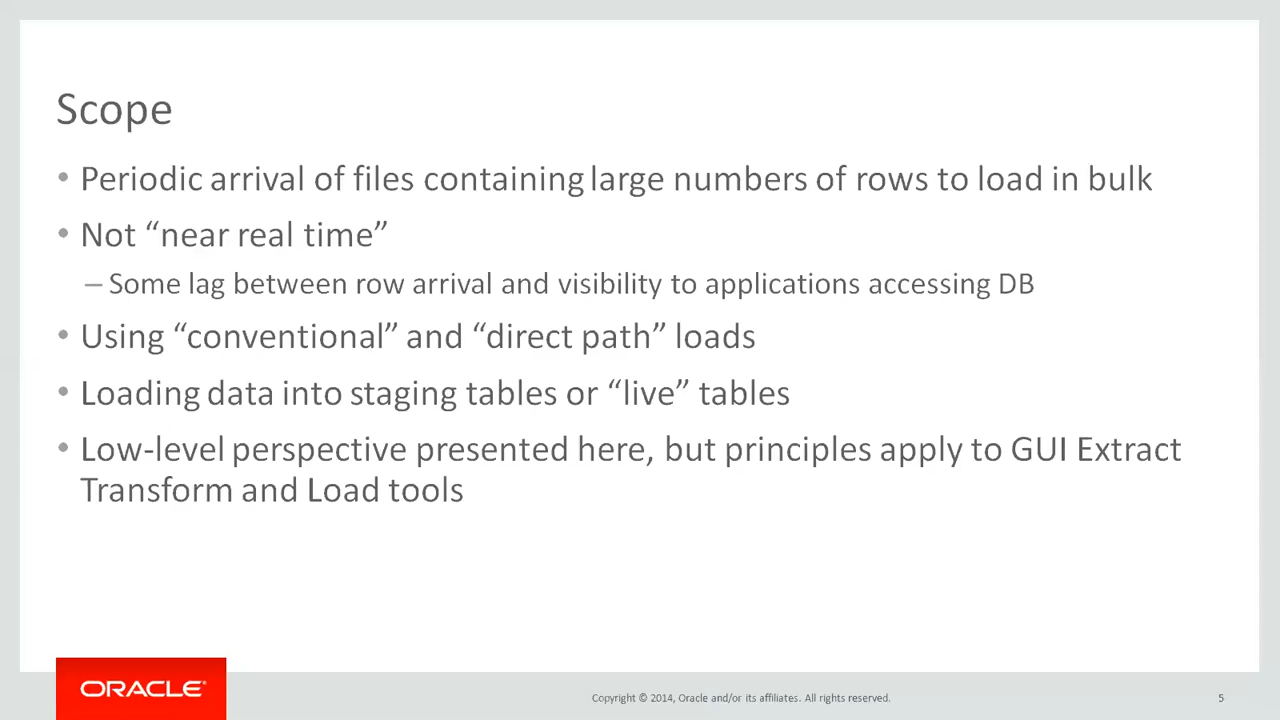 Scope
• Periodic arrival of files containing large numbers of rows to load in bulk
• Not “near real time”
– Some lag between row arrival and visibility to applications accessing DB
• Using “conventional” and “direct path” loads
• Loading data into staging tables or “live” tables
• Low-level perspective presented here, but principles apply to GUI Extract
Transform and Load tools
ORACLE®
Copyright © 2014, Oracle and/or its affiliates. All rights reserved.
5